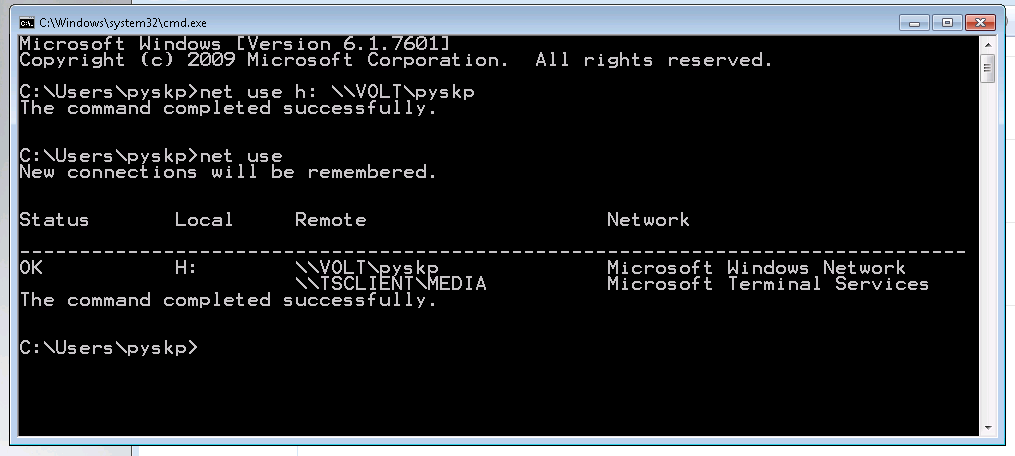 C:\Windows\system32\cmd.exe
Microsoft Windows [Version 6.1.7601]
Copyright (c) 2009 Microsoft Corporation.  All rights reserved.
C:\Users\pyskp>net use h: \\VOLT\pyskp
The command completed successfully.
C:\Users\pyskp>net use
New connections will be remembered.
Status       Local     Remote                    Network
-------------------------------------------------------------------------------
OK           H:        \\VOLT\pyskp              Microsoft Windows Network
                       \\TSCLIENT\MEDIA          Microsoft Terminal Services
The command completed successfully.
C:\Users\pyskp>